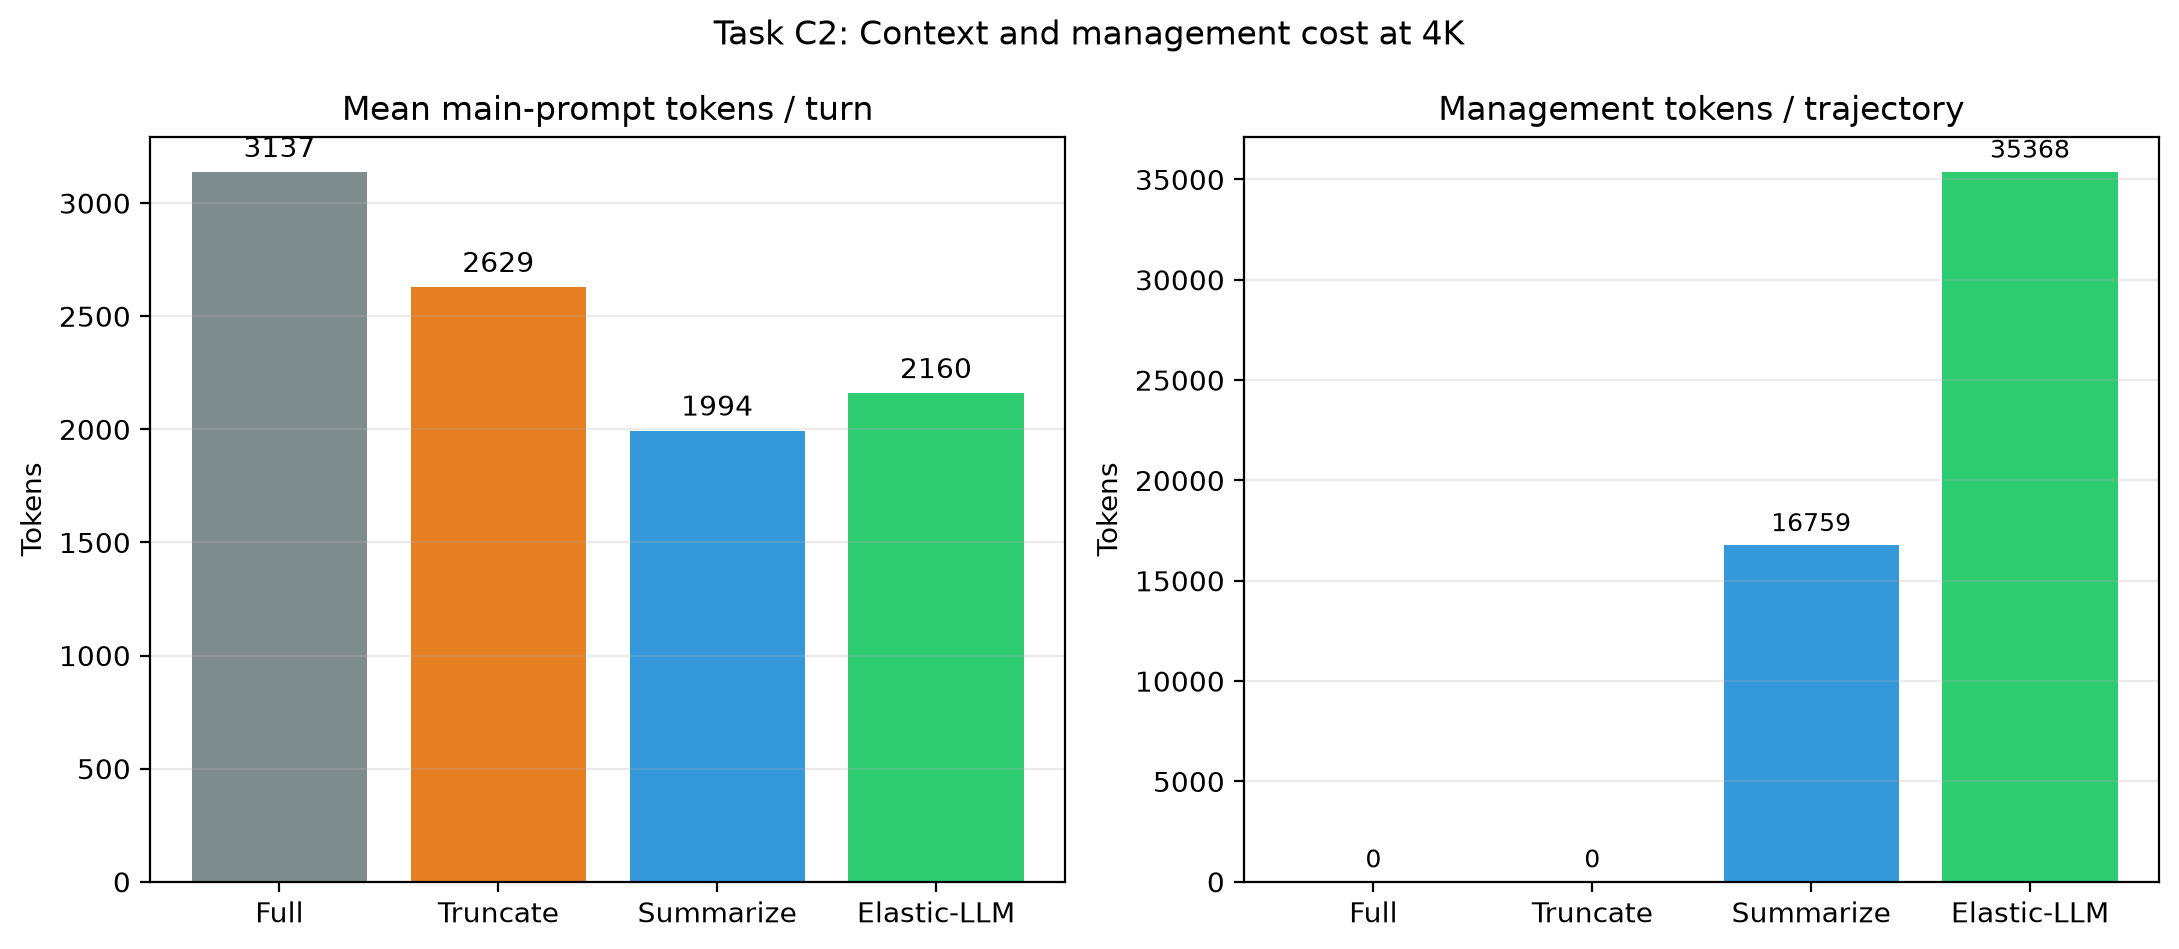 Task C2: Context and management cost at 4K
Mean main-prompt tokens / turn
Tokens
3000
2500
2000
1500
1000
500
0
3137
2629
1994
2160
Full
Truncate
Summarize
Elastic-LLM
Management tokens / trajectory
Tokens
35000
30000
25000
20000
15000
10000
5000
0
0
0
16759
35368
Full
Truncate
Summarize
Elastic-LLM